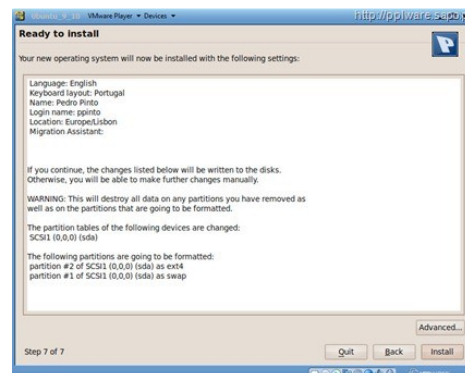 Ubuntu_9_10 VMware Player Devices
http://pplware.sapo.
Ready to install
Your new operating system will now be installed with the following settings:
Language: English
Keyboard layout: Portugal
Name: Pedro Pinto
Login name: ppinto
Location: Europe/Lisbon
Migration Assistant:
If you continue, the changes listed below will be written to the disks.
Otherwise, you will be able to make further changes manually.
WARNING: This will destroy all data on any partitions you have removed as
well as on the partitions that are going to be formatted.
The partition tables of the following devices are changed:
SCSI1 (0,0,0) (sda)
The following partitions are going to be formatted:
partition #2 of SCSI1 (0,0,0) (sda) as ext4
partition #1 of SCSI1 (0,0,0) (sda) as swap
Advanced...
Step 7 of 7
Quit Back Install